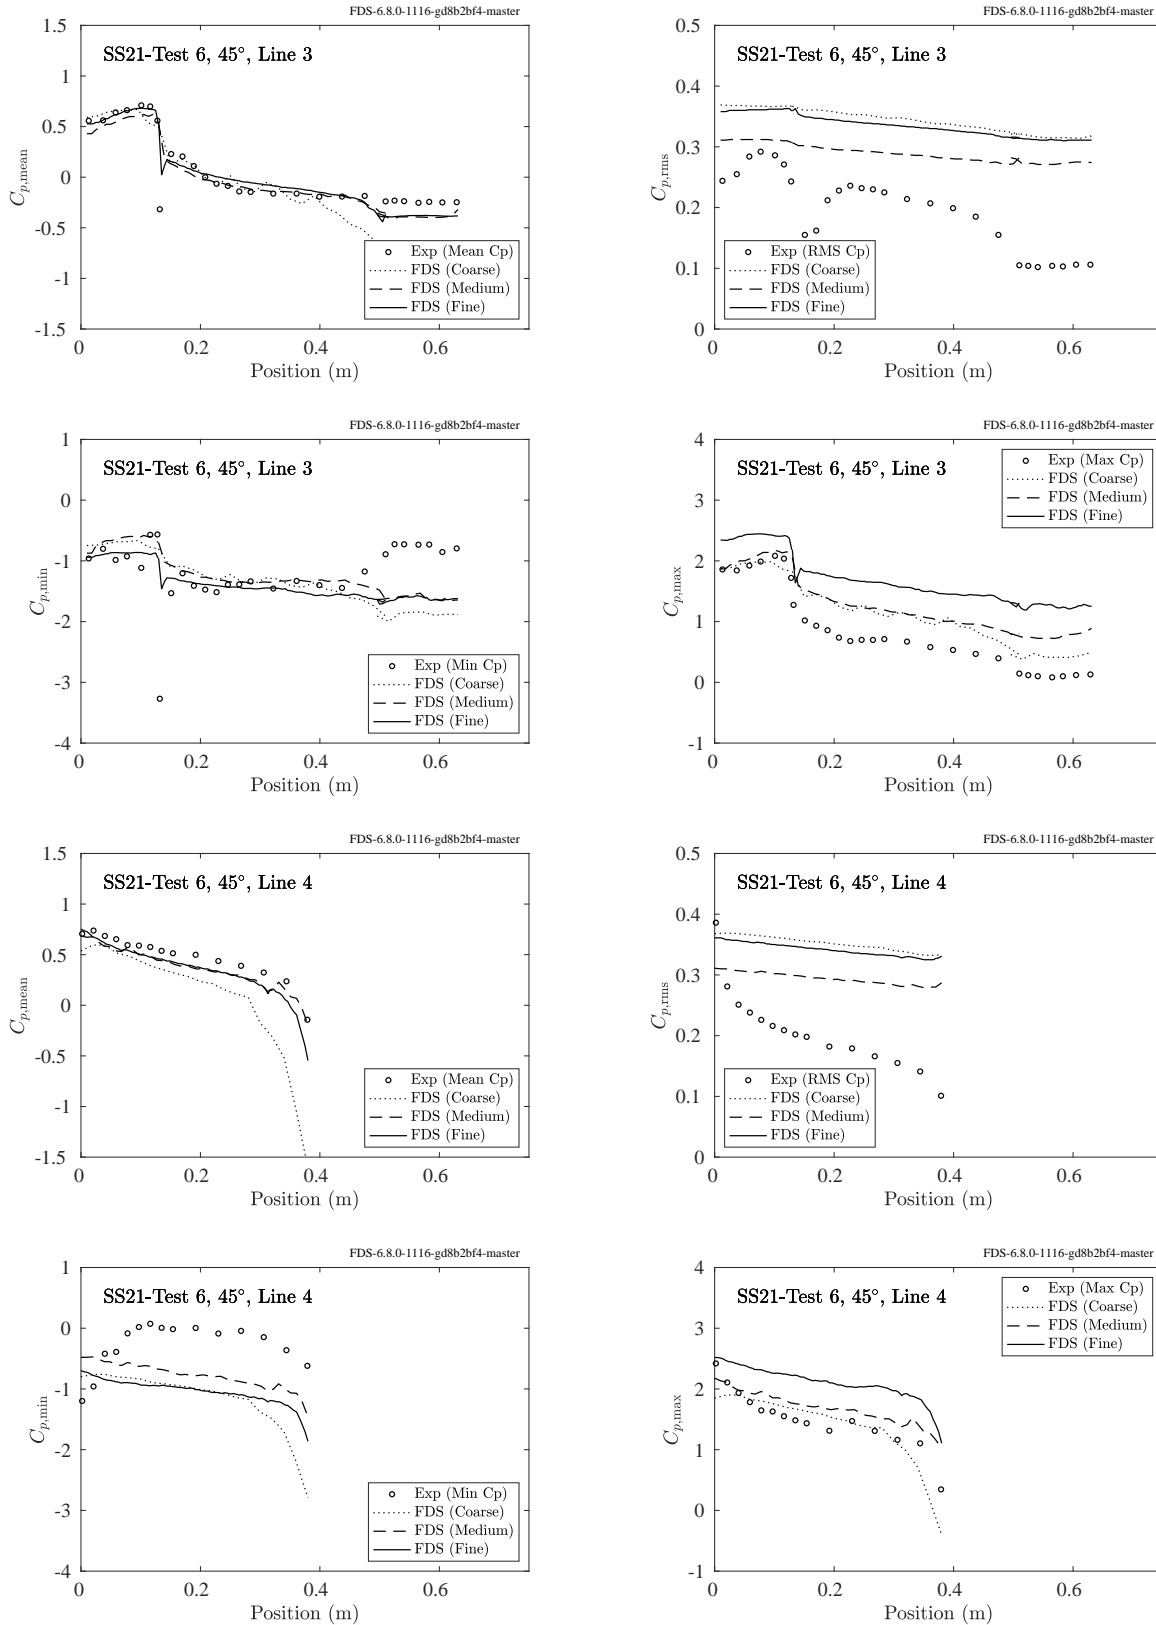 FDS-6.8.0-1116-gd8b2bf4-master
SS21-Test 6, 45°, Line 3
1.5
1
0.5
0
-0.5
-1
-1.5
C_{p,mean}
Exp (Mean Cp)
FDS (Coarse)
FDS (Medium)
FDS (Fine)
0 0.2 0.4 0.6
Position (m)
FDS-6.8.0-1116-gd8b2bf4-master
SS21-Test 6, 45°, Line 3
0.5
0.4
0.3
0.2
0.1
0
C_{p,rms}
Exp (RMS Cp)
FDS (Coarse)
FDS (Medium)
FDS (Fine)
0 0.2 0.4 0.6
Position (m)
FDS-6.8.0-1116-gd8b2bf4-master
SS21-Test 6, 45°, Line 3
1
0
-1
-2
-3
-4
C_{p,min}
Exp (Min Cp)
FDS (Coarse)
FDS (Medium)
FDS (Fine)
0 0.2 0.4 0.6
Position (m)
FDS-6.8.0-1116-gd8b2bf4-master
SS21-Test 6, 45°, Line 3
4
3
2
1
0
-1
C_{p,max}
Exp (Max Cp)
FDS (Coarse)
FDS (Medium)
FDS (Fine)
0 0.2 0.4 0.6
Position (m)
FDS-6.8.0-1116-gd8b2bf4-master
SS21-Test 6, 45°, Line 4
1.5
1
0.5
0
-0.5
-1
-1.5
C_{p,mean}
Exp (Mean Cp)
FDS (Coarse)
FDS (Medium)
FDS (Fine)
0 0.2 0.4 0.6
Position (m)
FDS-6.8.0-1116-gd8b2bf4-master
SS21-Test 6, 45°, Line 4
0.5
0.4
0.3
0.2
0.1
0
C_{p,rms}
Exp (RMS Cp)
FDS (Coarse)
FDS (Medium)
FDS (Fine)
0 0.2 0.4 0.6
Position (m)
FDS-6.8.0-1116-gd8b2bf4-master
SS21-Test 6, 45°, Line 4
1
0
-1
-2
-3
-4
C_{p,min}
Exp (Min Cp)
FDS (Coarse)
FDS (Medium)
FDS (Fine)
0 0.2 0.4 0.6
Position (m)
FDS-6.8.0-1116-gd8b2bf4-master
SS21-Test 6, 45°, Line 4
4
3
2
1
0
-1
C_{p,max}
Exp (Max Cp)
FDS (Coarse)
FDS (Medium)
FDS (Fine)
0 0.2 0.4 0.6
Position (m)